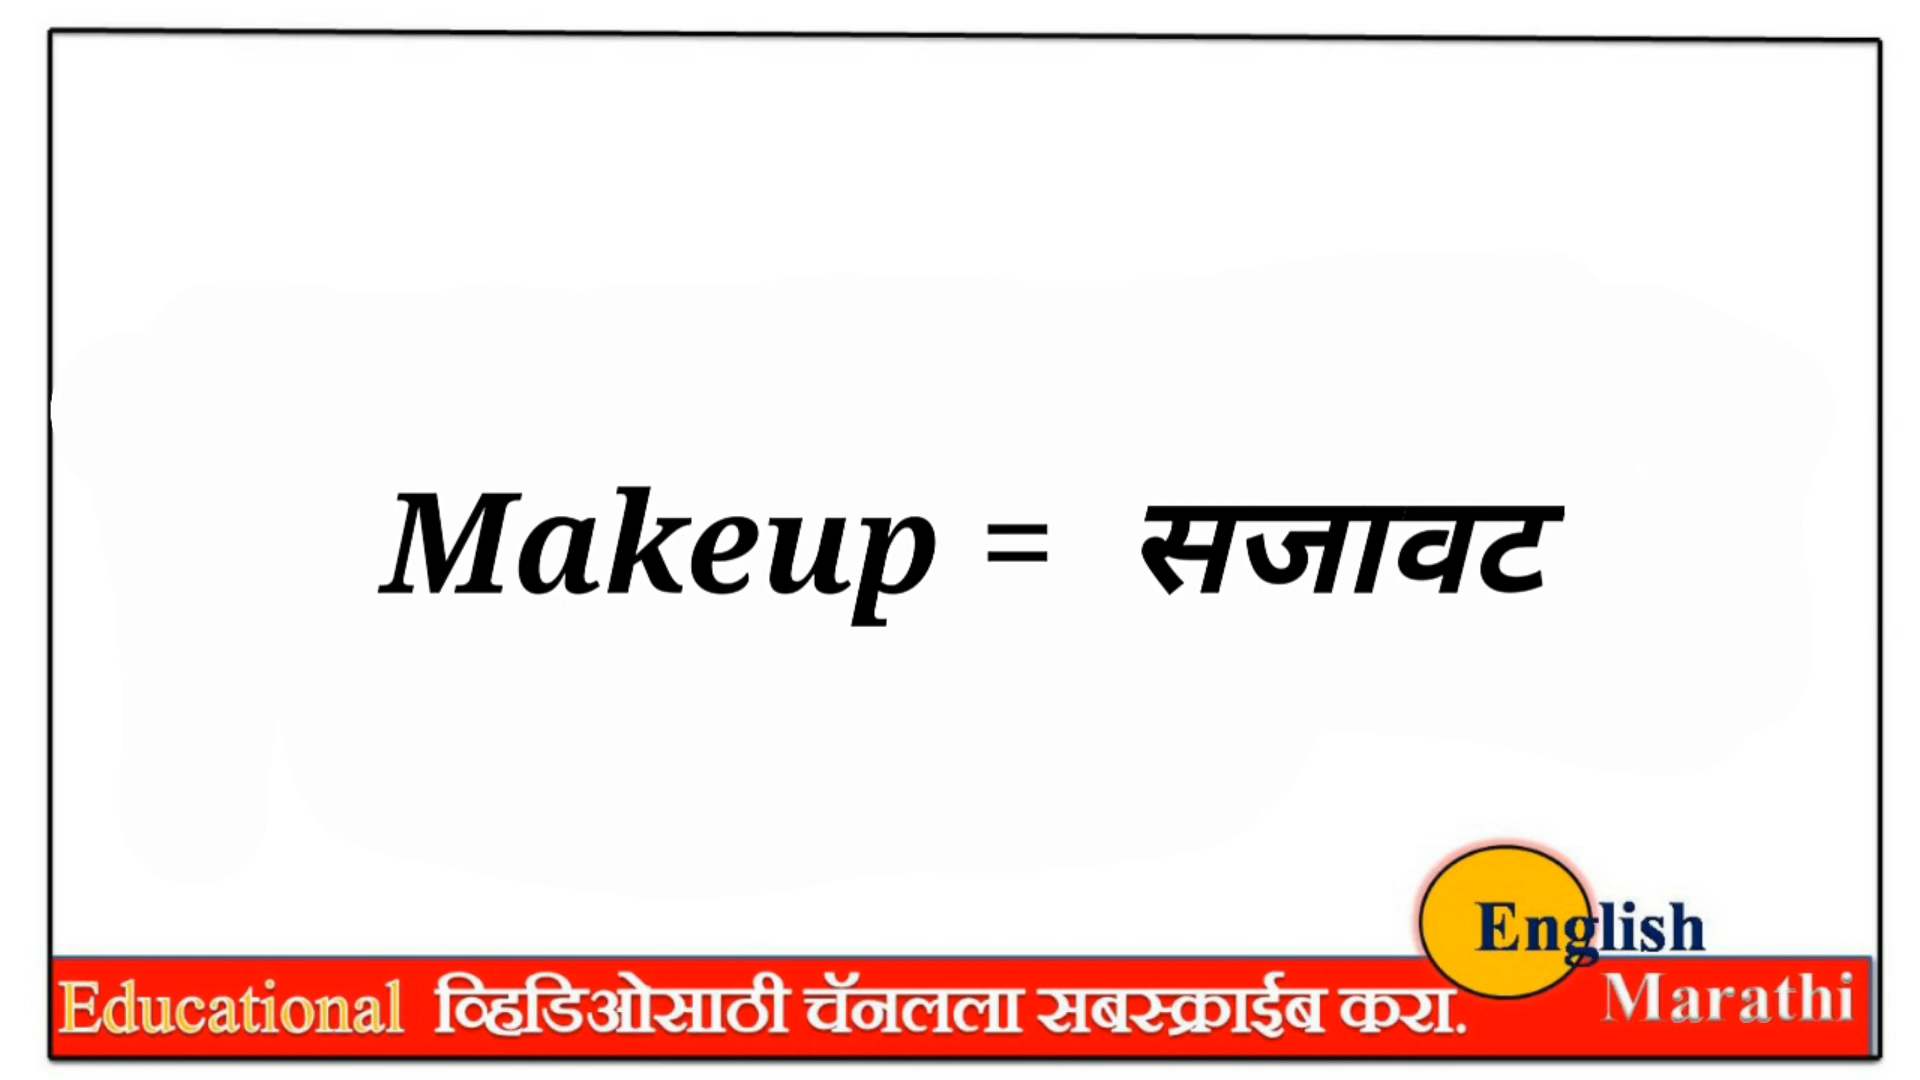 Makeup = सजावट
English
Educational व्हिडिओसाठी चॅनलला सबस्क्राईब करा.
Marathi